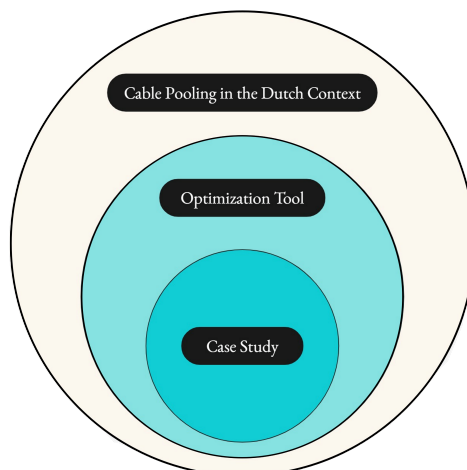 Cable Pooling in the Dutch Context
Optimization Tool
Case Study